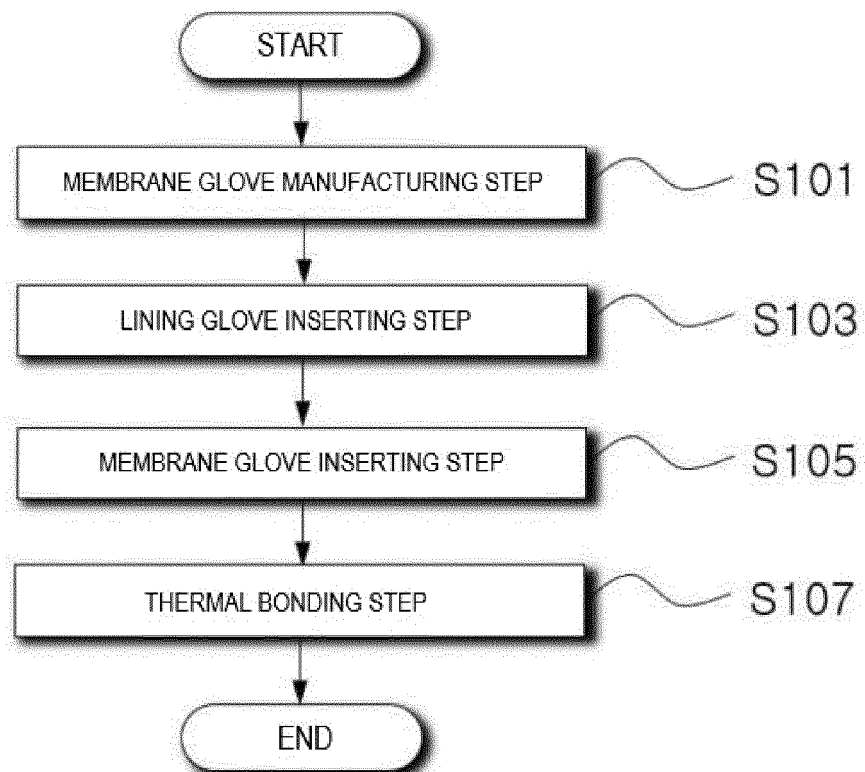 START
MEMBRANE GLOVE MANUFACTURING STEP S101
LINING GLOVE INSERTING STEP S103
MEMBRANE GLOVE INSERTING STEP S105
THERMAL BONDING STEP S107
END